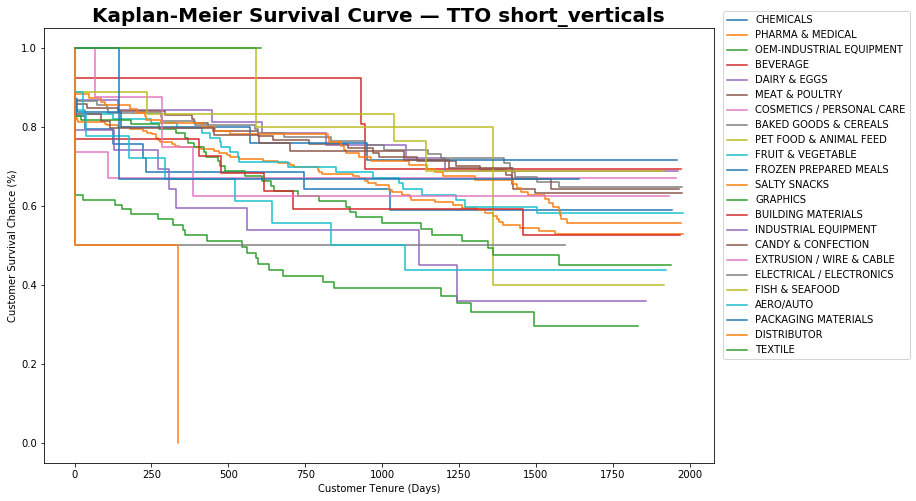 Kaplan-Meier Survival Curve — TTO short_verticals
Customer Survival Chance (%)
1.0
0.8
0.6
0.4
0.2
0.0
0
250
500
750
1000
1250
1500
1750
2000
Customer Tenure (Days)
CHEMICALS
PHARMA & MEDICAL
OEM-INDUSTRIAL EQUIPMENT
BEVERAGE
DAIRY & EGGS
MEAT & POULTRY
COSMETICS / PERSONAL CARE
BAKED GOODS & CEREALS
PET FOOD & ANIMAL FEED
FRUIT & VEGETABLE
FROZEN PREPARED MEALS
SALTY SNACKS
GRAPHICS
BUILDING MATERIALS
INDUSTRIAL EQUIPMENT
CANDY & CONFECTION
EXTRUSION / WIRE & CABLE
ELECTRICAL / ELECTRONICS
FISH & SEAFOOD
AERO/AUTO
PACKAGING MATERIALS
DISTRIBUTOR
TEXTILE